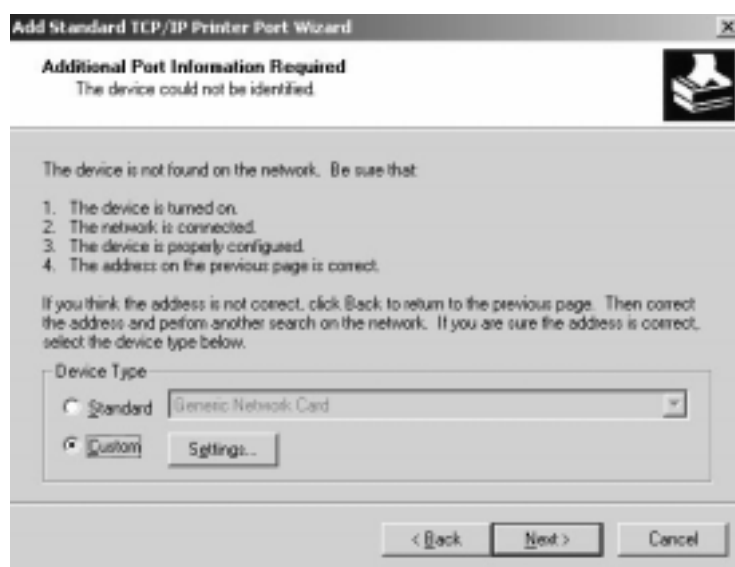 Add Standard TCP/IP Printer Port Wizard
Additional Port Information Required
The device could not be identified.
The device is not found on the network. Be sure that:
1. The device is turned on.
2. The network is connected.
3. The device is properly configured.
4. The address on the previous page is correct.
If you think the address is not correct, click Back to return to the previous page. Then correct
the address and perfom another search on the network. If you are sure the address is correct,
select the device type below.
Device Type
Standard Generic Network Card
Custom Settings...
< Back Next > Cancel